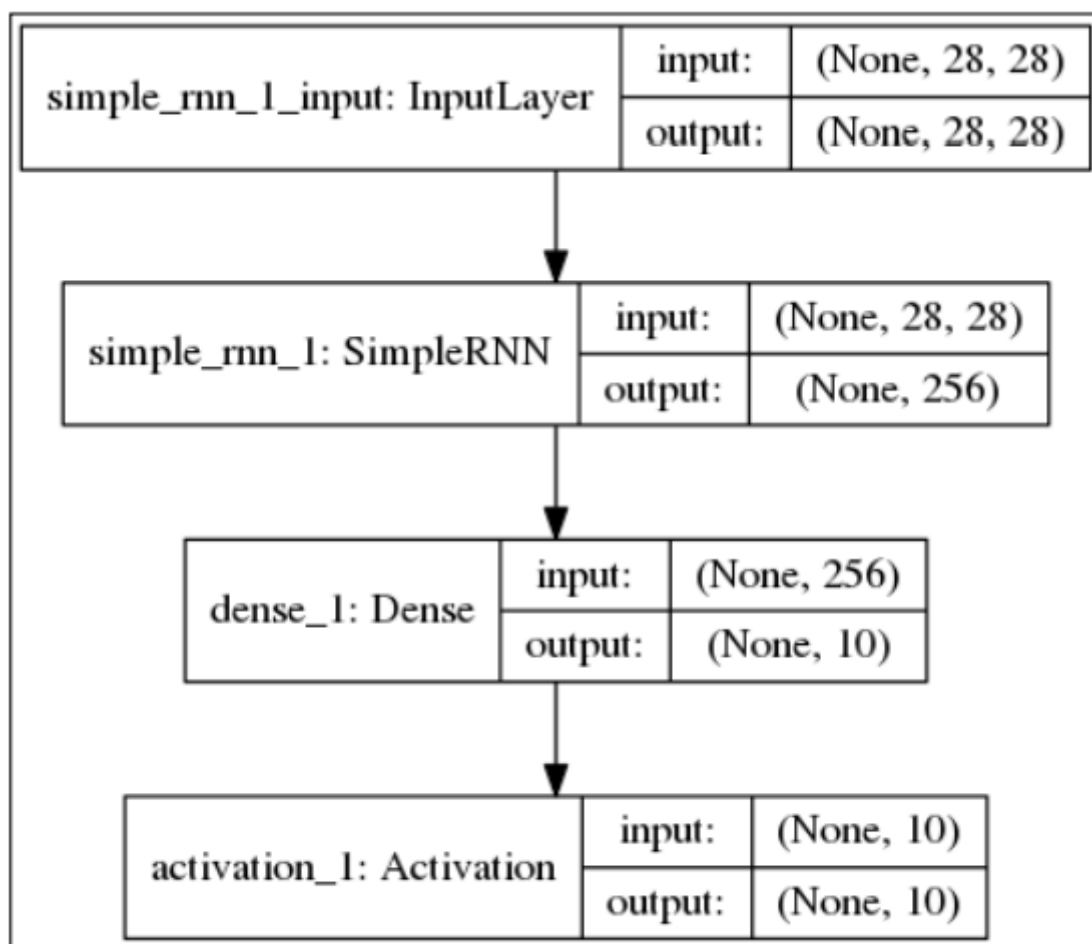 simple_rnn_1_input: InputLayer
input: (None, 28, 28)
output: (None, 28, 28)
simple_rnn_1: SimpleRNN
input: (None, 28, 28)
output: (None, 256)
dense_1: Dense
input: (None, 256)
output: (None, 10)
activation_1: Activation
input: (None, 10)
output: (None, 10)